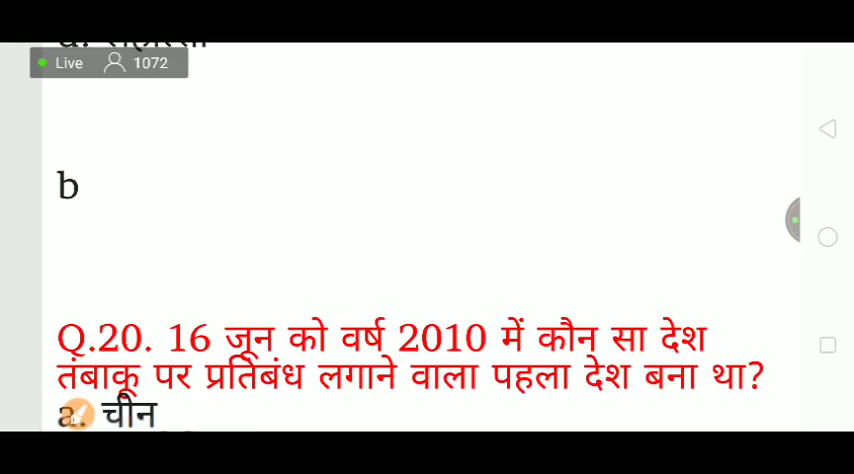 Live 1072
b
Q.20. 16 जून को वर्ष 2010 में कौन सा देश
तंबाकू पर प्रतिबंध लगाने वाला पहला देश बना था?
a. चीन